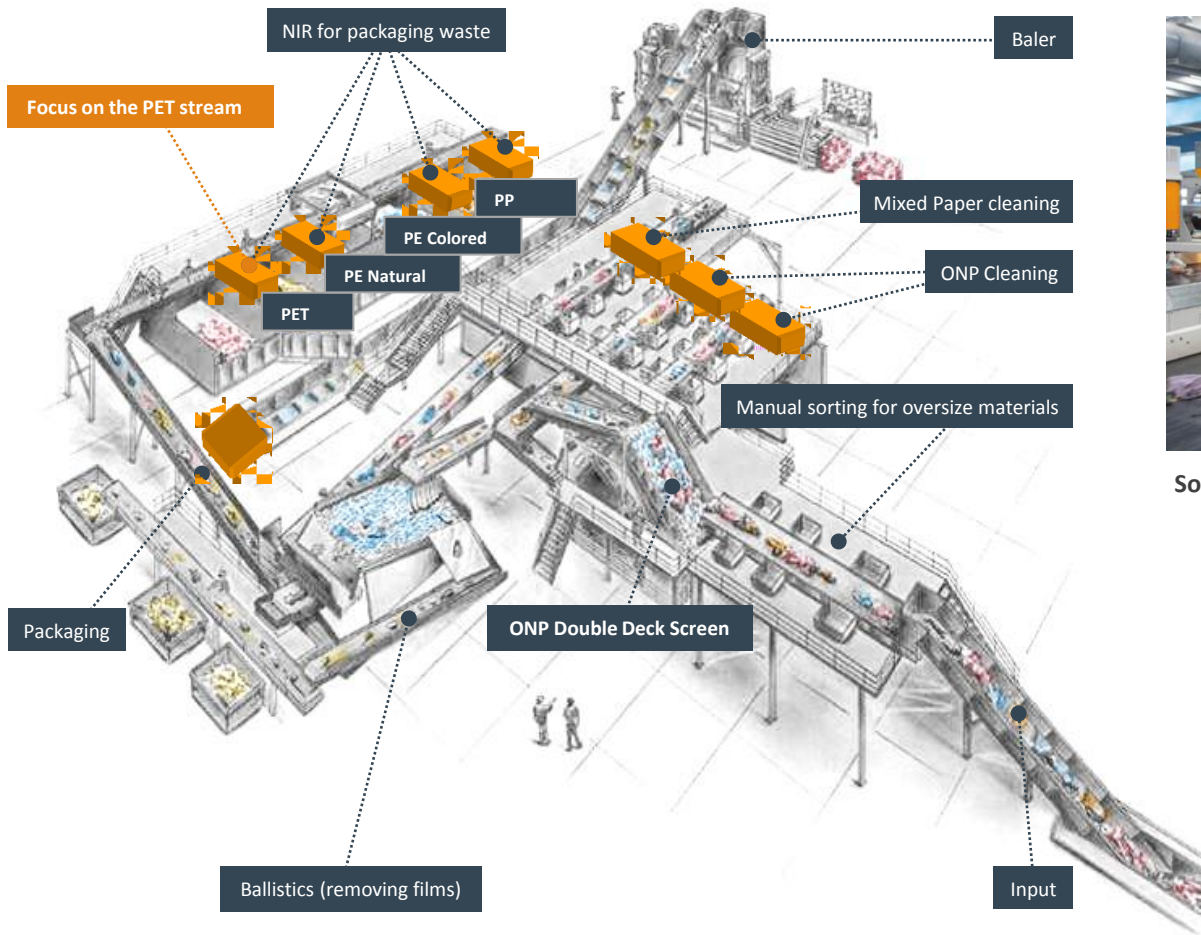 NIR for packaging waste
Baler
Focus on the PET stream
Mixed Paper cleaning
PP
PE Colored
ONP Cleaning
PE Natural
PET
Manual sorting for oversize materials
So
Packaging
ONP Double Deck Screen
Ballistics (removing films)
Input